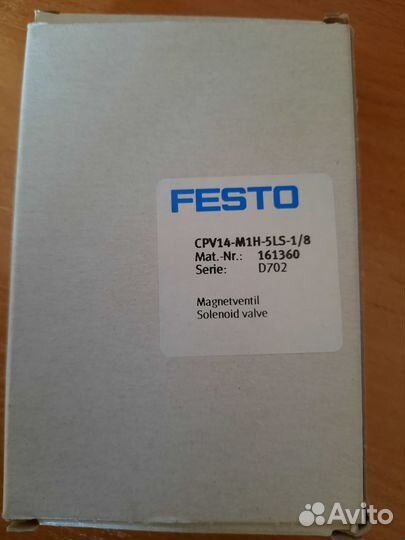 FESTO
CPV14-M1H-5LS-1/8
Mat.-Nr.: 161360
Serie: D702
Magnetventil
Solenoid valve
Avito